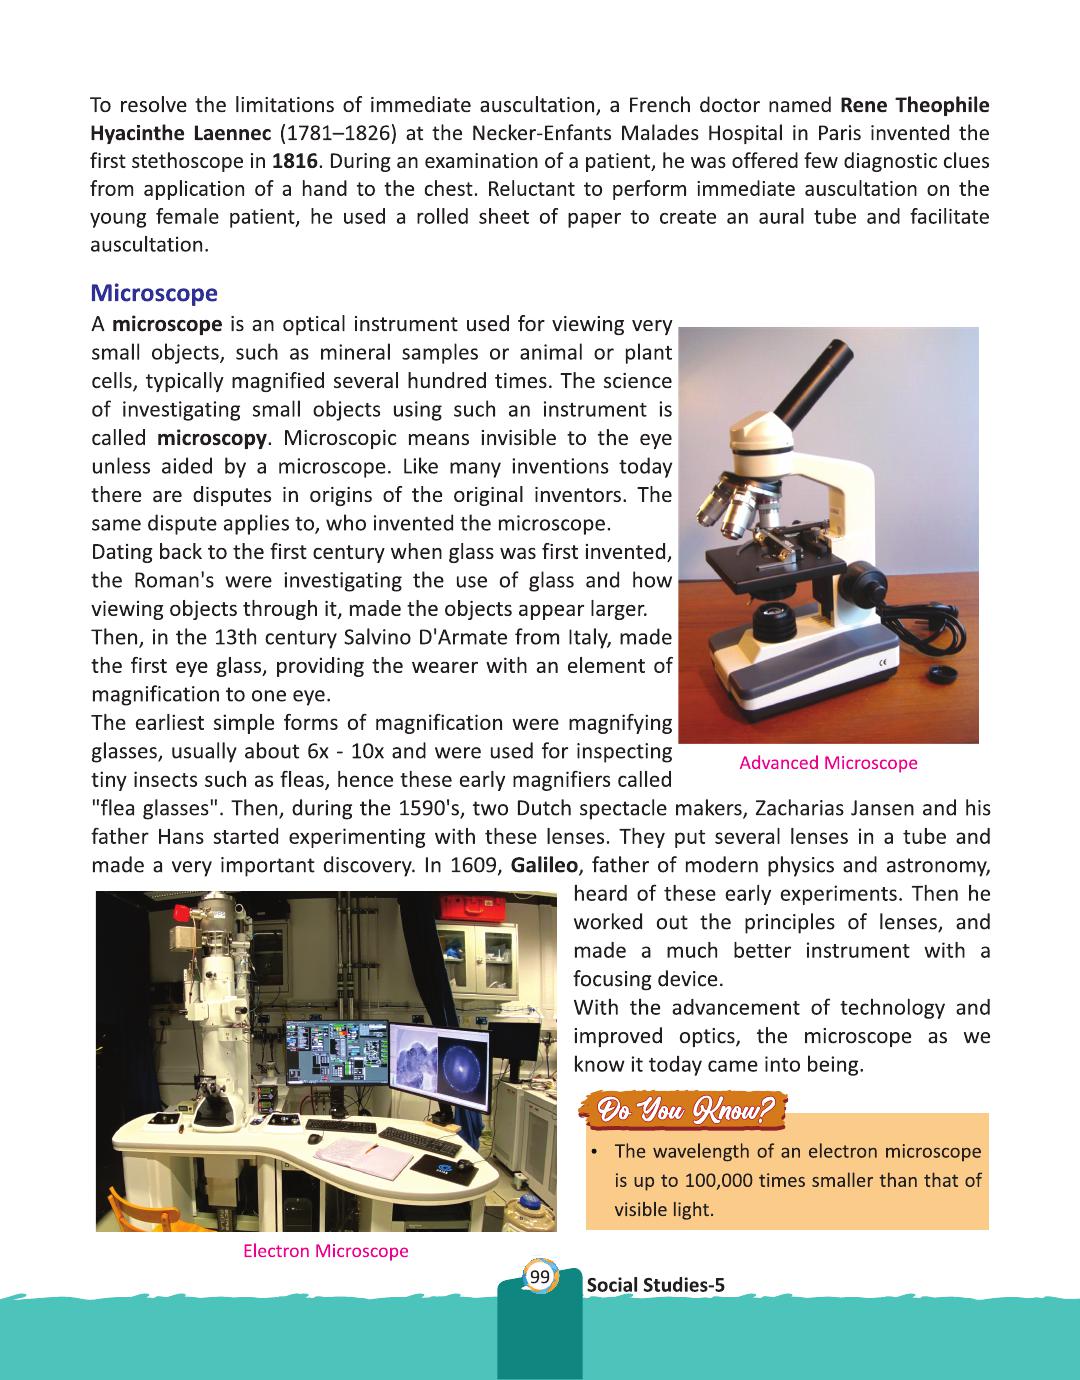 To resolve the limitations of immediate auscultation, a French doctor named Rene Theophile
Hyacinthe Laennec (1781–1826) at the Necker-Enfants Malades Hospital in Paris invented the
first stethoscope in 1816. During an examination of a patient, he was offered few diagnostic clues
from application of a hand to the chest. Reluctant to perform immediate auscultation on the
young female patient, he used a rolled sheet of paper to create an aural tube and facilitate
auscultation.
Microscope
A microscope is an optical instrument used for viewing very
small objects, such as mineral samples or animal or plant
cells, typically magnified several hundred times. The science
of investigating small objects using such an instrument is
called microscopy. Microscopic means invisible to the eye
unless aided by a microscope. Like many inventions today
there are disputes in origins of the original inventors. The
same dispute applies to, who invented the microscope.
Dating back to the first century when glass was first invented,
the Roman's were investigating the use of glass and how
viewing objects through it, made the objects appear larger.
Then, in the 13th century Salvino D'Armate from Italy, made
the first eye glass, providing the wearer with an element of
magnification to one eye.
The earliest simple forms of magnification were magnifying
glasses, usually about 6x - 10x and were used for inspecting
tiny insects such as fleas, hence these early magnifiers called
"flea glasses". Then, during the 1590's, two Dutch spectacle makers, Zacharias Jansen and his
father Hans started experimenting with these lenses. They put several lenses in a tube and
made a very important discovery. In 1609, Galileo, father of modern physics and astronomy,
heard of these early experiments. Then he
worked out the principles of lenses, and
made a much better instrument with a
focusing device.
With the advancement of technology and
improved optics, the microscope as we
know it today came into being.
Advanced Microscope
Electron Microscope
Do You Know?
• The wavelength of an electron microscope
is up to 100,000 times smaller than that of
visible light.
99
Social Studies-5